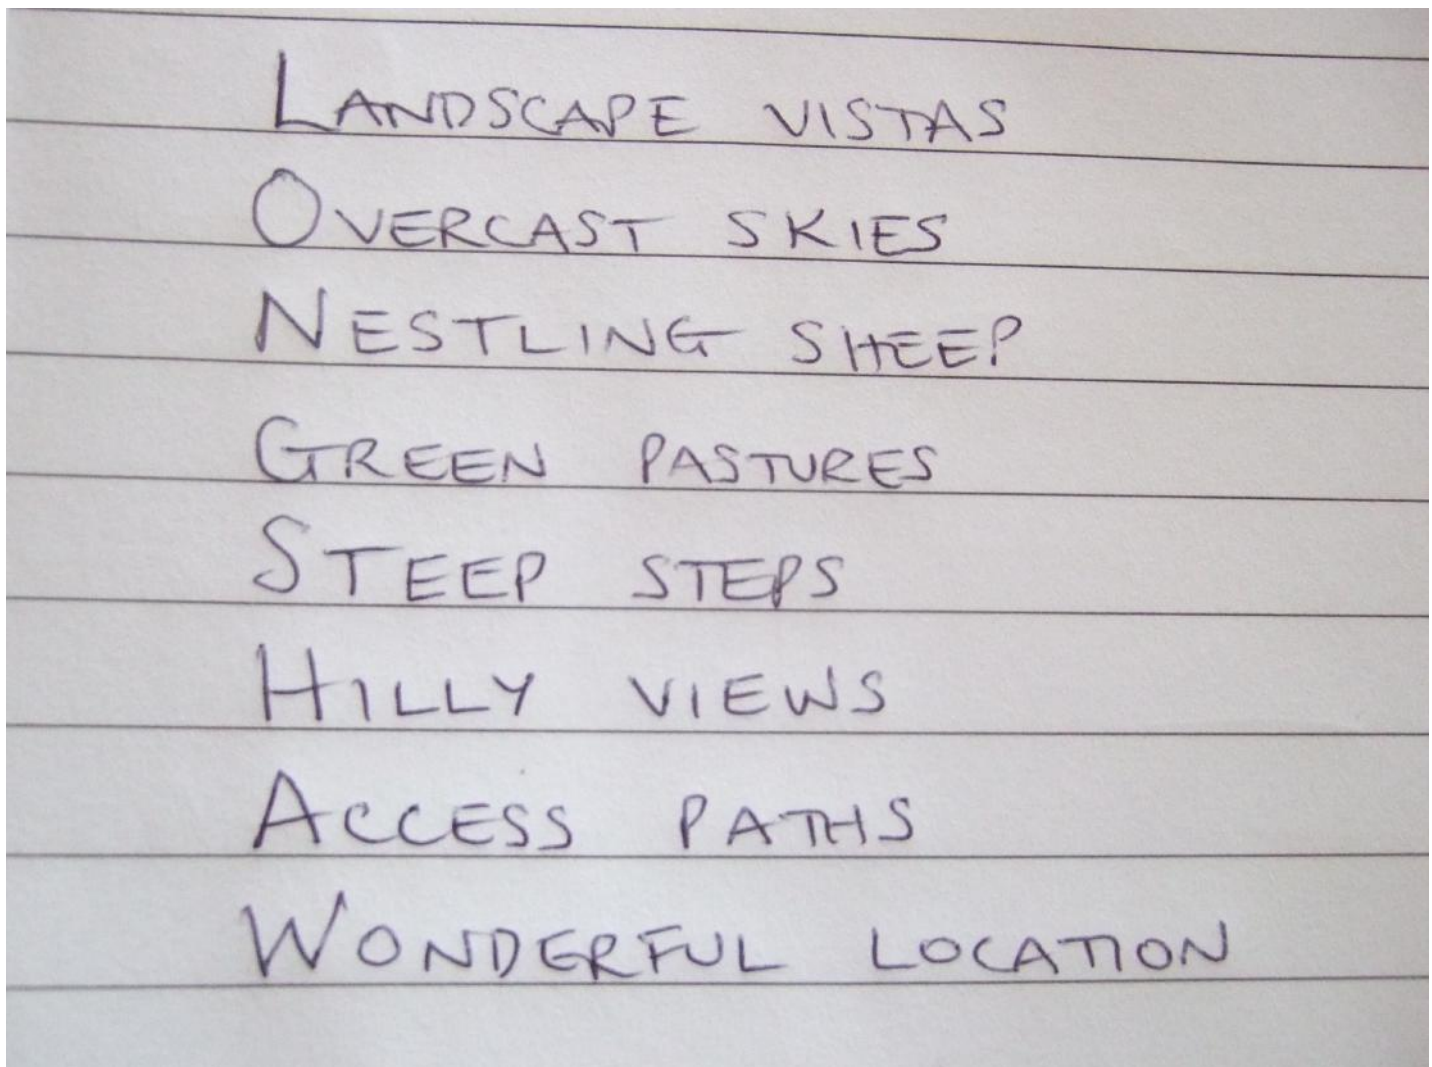 LANDSCAPE VISTAS
OVERCAST SKIES
NESTLING SHEEP
GREEN PASTURES
STEEP STEPS
HILLY VIEWS
ACCESS PATHS
WONDERFUL LOCATION